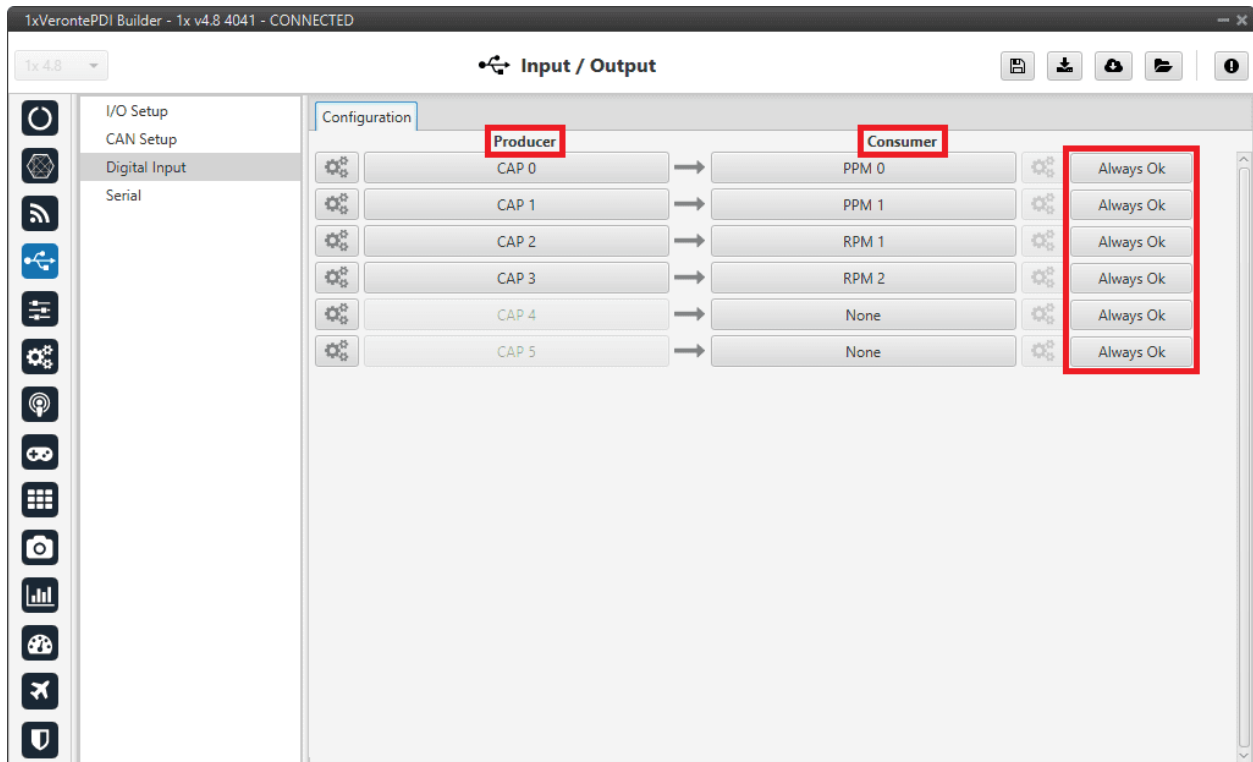 1xVerontePDI Builder - 1x v4.8 4041 - CONNECTED
1x 4.8
Input / Output
I/O Setup
CAN Setup
Digital Input
Serial
Configuration
Producer Consumer
CAP 0 PPM 0 Always Ok
CAP 1 PPM 1 Always Ok
CAP 2 RPM 1 Always Ok
CAP 3 RPM 2 Always Ok
CAP 4 None Always Ok
CAP 5 None Always Ok